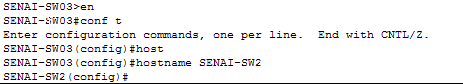 SENAI-SW03>en
SENAI-SW03#conf t
Enter configuration commands, one per line.  End with CNTL/Z.
SENAI-SW03(config)#host
SENAI-SW03(config)#hostname SENAI-SW2
SENAI-SW2(config)#